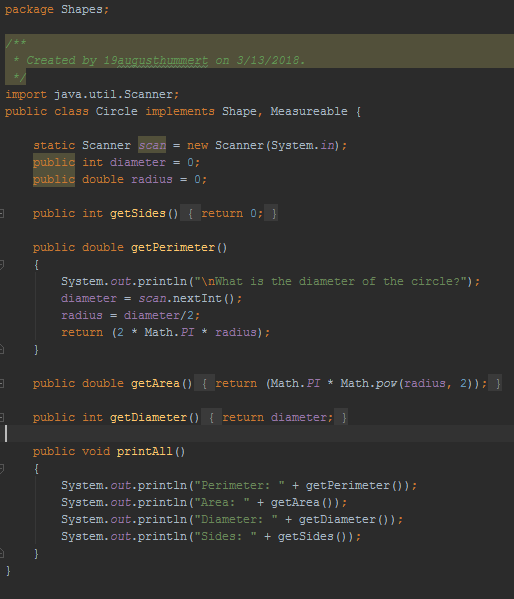 package Shapes;
/**
 * Created by 19augusthummert on 3/13/2018.
 */
import java.util.Scanner;
public class Circle implements Shape, Measureable {
    static Scanner scan = new Scanner(System.in);
    public int diameter = 0;
    public double radius = 0;
    public int getSides() { return 0; }
    public double getPerimeter()
    {
        System.out.println("\nWhat is the diameter of the circle?");
        diameter = scan.nextInt();
        radius = diameter/2;
        return (2 * Math.PI * radius);
    }
    public double getArea() { return (Math.PI * Math.pow(radius, 2)); }
    public int getDiameter() { return diameter; }
    public void printAll()
    {
        System.out.println("Perimeter: " + getPerimeter());
        System.out.println("Area: " + getArea());
        System.out.println("Diameter: " + getDiameter());
        System.out.println("Sides: " + getSides());
    }
}